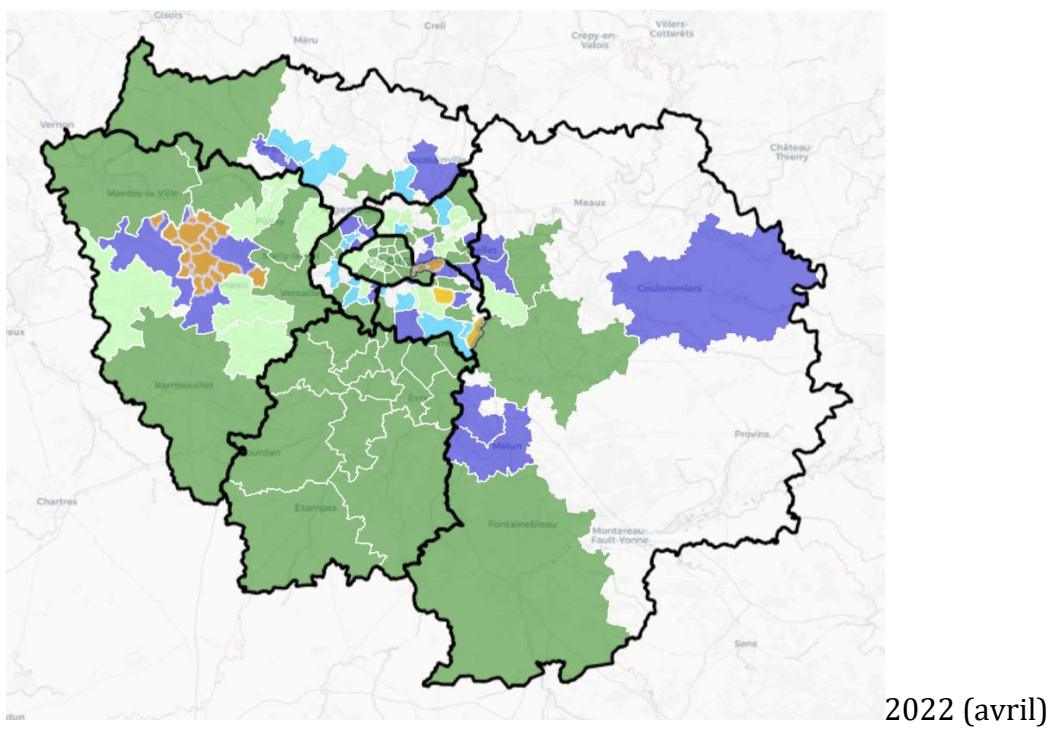 Gisors
Creil
Villers-
Cotterêts
Méru
Crepy-en-
Valois
Vernon
Château-
Thierry
Mantes-la-Ville
Meaux
Poissy
Plaisir
Versailles
Coulommiers
Rambouillet
Évry
Melun
Provins
Dourdan
Étampes
Chartres
Fontainebleau
Montereau-
Fault-Yonne
Sens
2022 (avril)